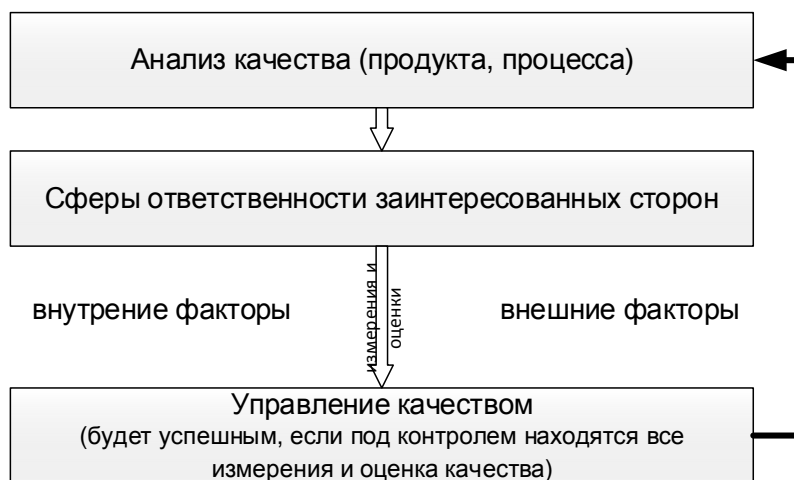 Анализ качества (продукта, процесса)
Сферы ответственности заинтересованных сторон
внутрение факторы
измерения и
оценки
внешние факторы
Управление качеством
(будет успешным, если под контролем находятся все
измерения и оценка качества)